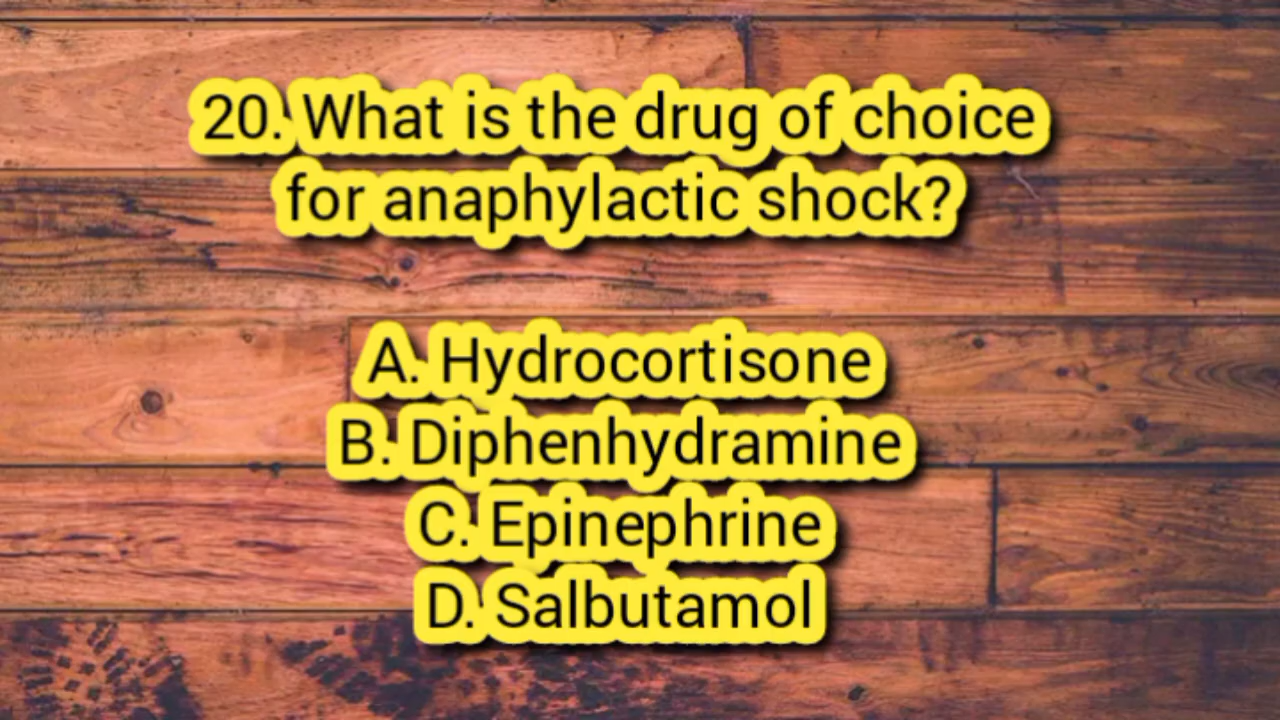 20. What is the drug of choice
for anaphylactic shock?
A. Hydrocortisone
B. Diphenhydramine
C. Epinephrine
D. Salbutamol